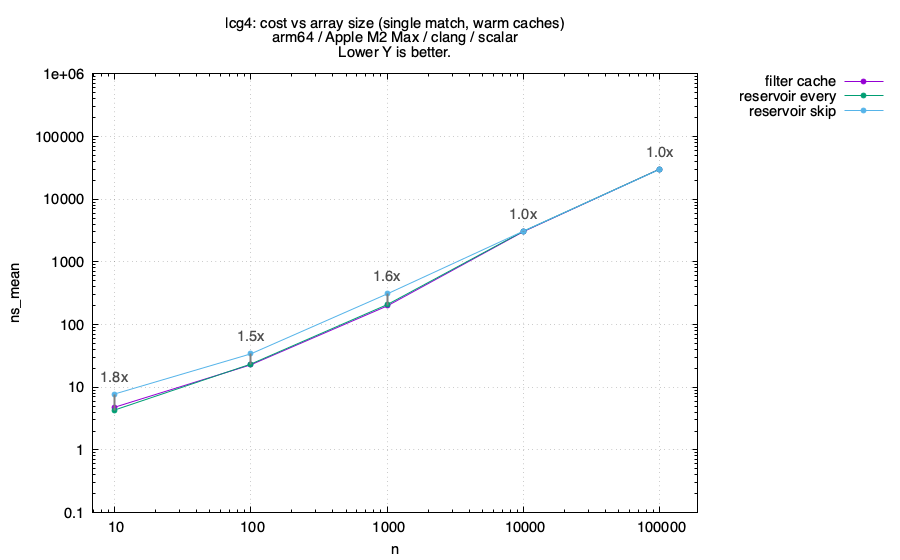 lcg4: cost vs array size (single match, warm caches)
arm64 / Apple M2 Max / clang / scalar
Lower Y is better.
filter cache
reservoir every
reservoir skip
1e+06
100000
10000
1000
100
10
1
0.1
ns_mean
1.8x
1.5x
1.6x
1.0x
1.0x
10
100
1000
10000
100000
n